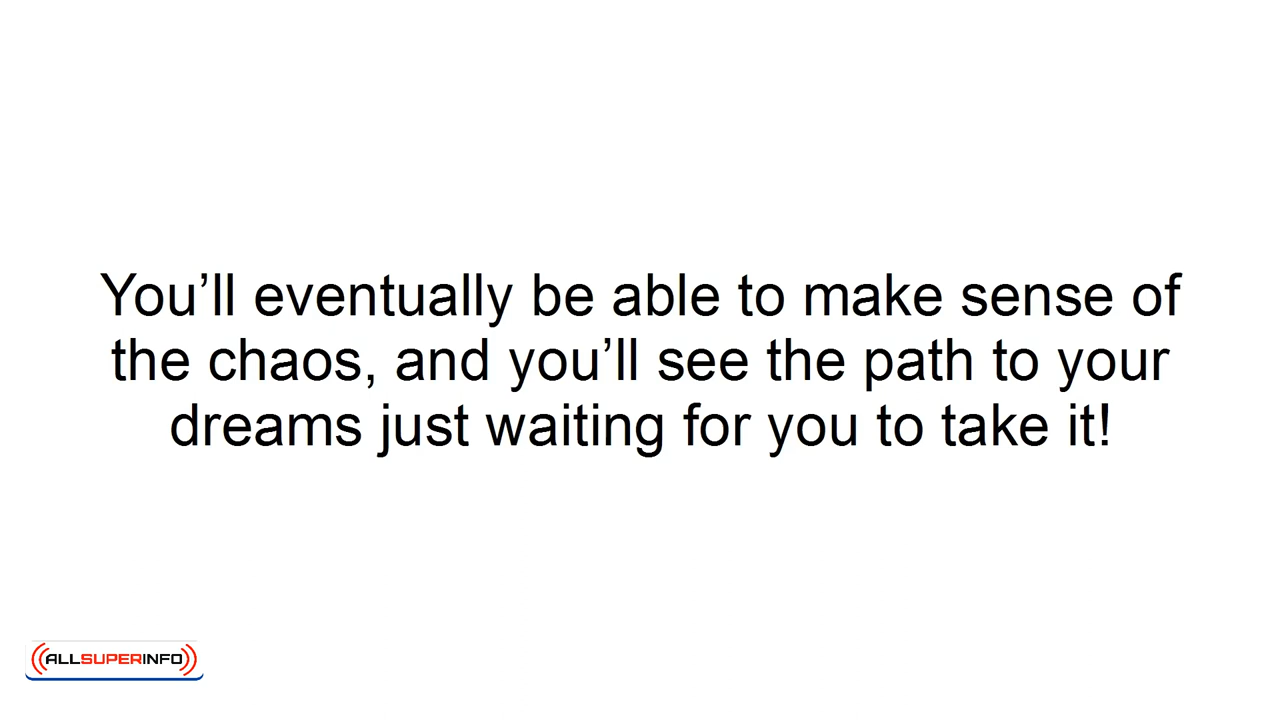 You’ll eventually be able to make sense of
the chaos, and you’ll see the path to your
dreams just waiting for you to take it!
ALLSUPERINFO